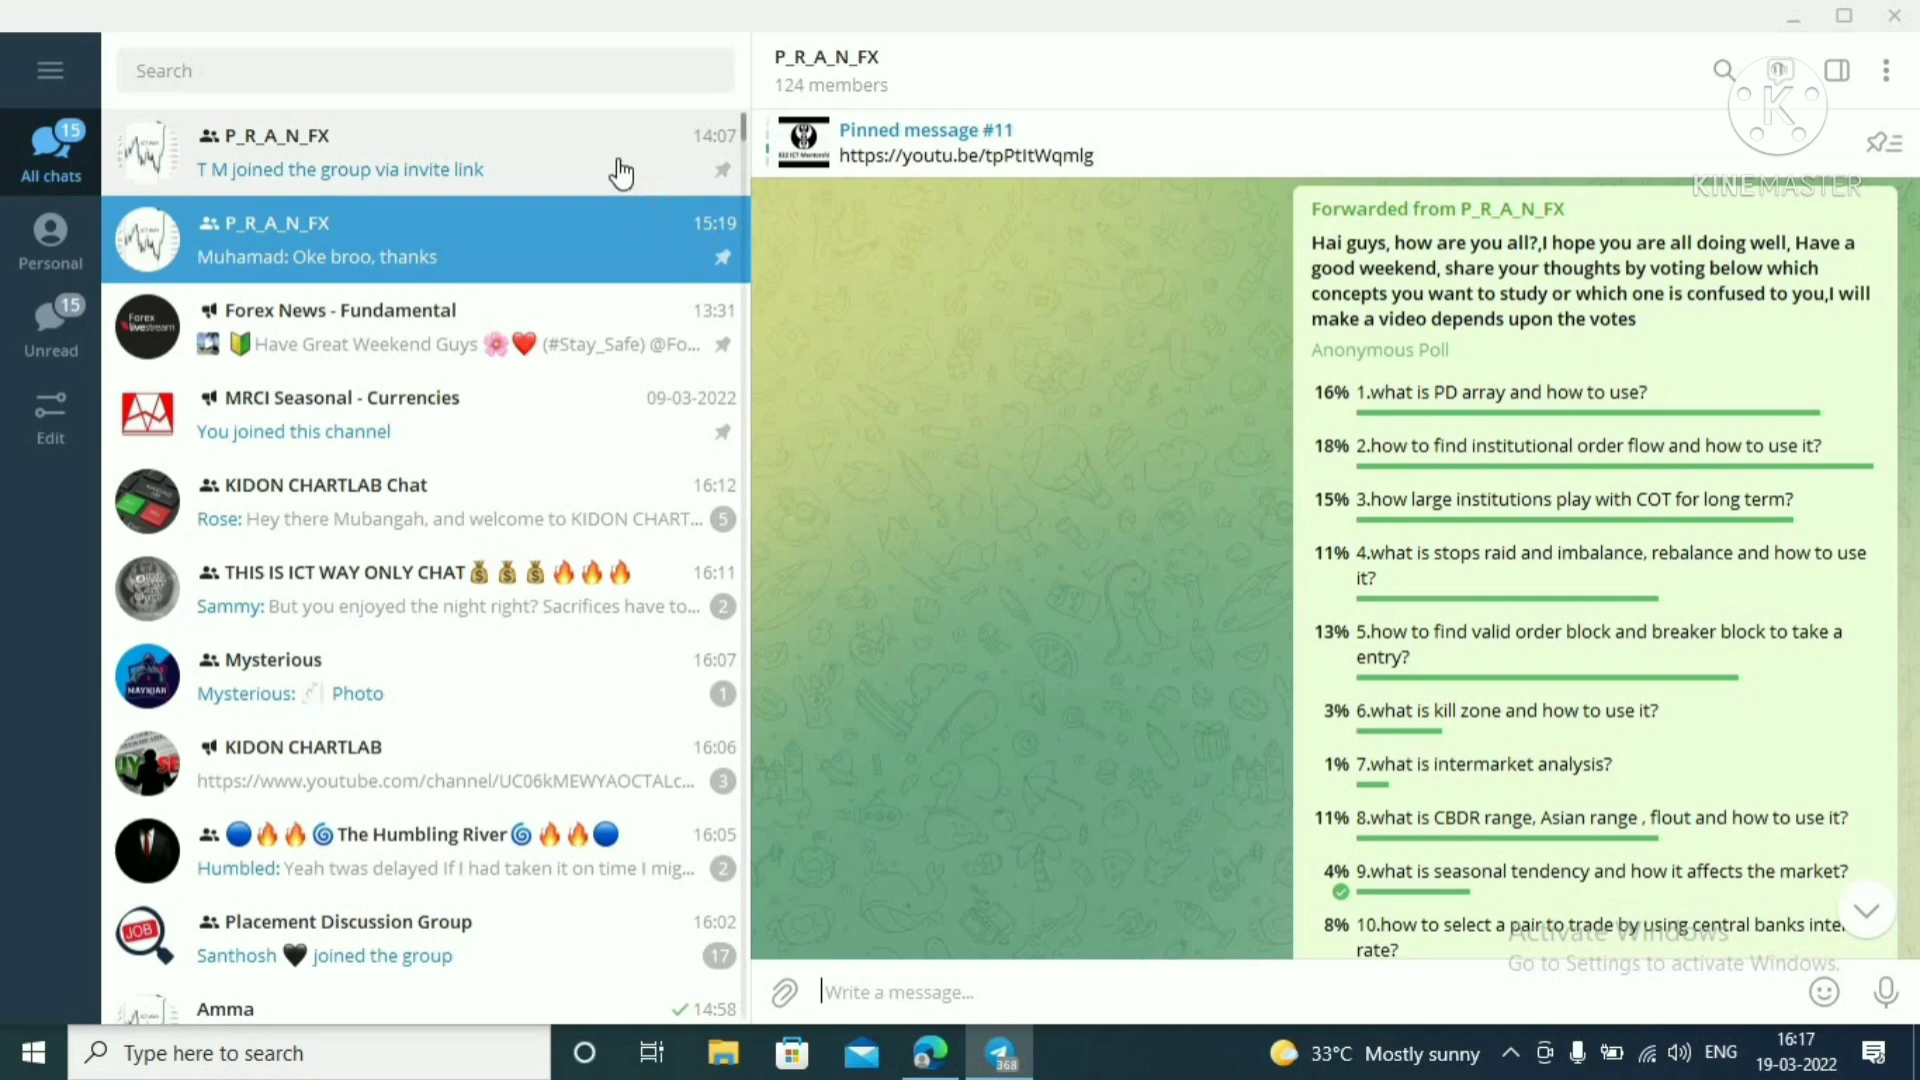 Search
15
All chats
Personal
15
Unread
Edit
P_R_A_N_FX 14:07
T M joined the group via invite link
P_R_A_N_FX 15:19
Muhamad: Oke broo, thanks
Forex News - Fundamental 13:31
Have Great Weekend Guys 🌸❤️ (#Stay_Safe) @Fo...
MRCI Seasonal - Currencies 09-03-2022
You joined this channel
KIDON CHARTLAB Chat 16:12
Rose: Hey there Mubangah, and welcome to KIDON CHART... 5
THIS IS ICT WAY ONLY CHAT💰💰💰🔥🔥🔥 16:11
Sammy: But you enjoyed the night right? Sacrifices have to... 2
Mysterious 16:07
Mysterious: Photo 1
KIDON CHARTLAB 16:06
https://www.youtube.com/channel/UC06kMEWYAOCTALc... 3
🔵🔥🔥🌀The Humbling River🌀🔥🔥🔵 16:05
Humbled: Yeah twas delayed If I had taken it on time I mig... 2
Placement Discussion Group 16:02
Santhosh 🖤 joined the group 17
Amma 14:58
Forex
livestream
MAYNJAH
JOB
P_R_A_N_FX
124 members
Pinned message #11
https://youtu.be/tpPtItWqmlg
K
KINEMASTER
Forwarded from P_R_A_N_FX
Hai guys, how are you all?,I hope you are all doing well, Have a
good weekend, share your thoughts by voting below which
concepts you want to study or which one is confused to you,I will
make a video depends upon the votes
Anonymous Poll
16% 1.what is PD array and how to use?
18% 2.how to find institutional order flow and how to use it?
15% 3.how large institutions play with COT for long term?
11% 4.what is stops raid and imbalance, rebalance and how to use
it?
13% 5.how to find valid order block and breaker block to take a
entry?
3% 6.what is kill zone and how to use it?
1% 7.what is intermarket analysis?
11% 8.what is CBDR range, Asian range , flout and how to use it?
4% 9.what is seasonal tendency and how it affects the market?
8% 10.how to select a pair to trade by using central banks inte
rate?
Activate Windows
Go to Settings to activate Windows.
Write a message...
Type here to search
368
33°C Mostly sunny
ENG
16:17
19-03-2022